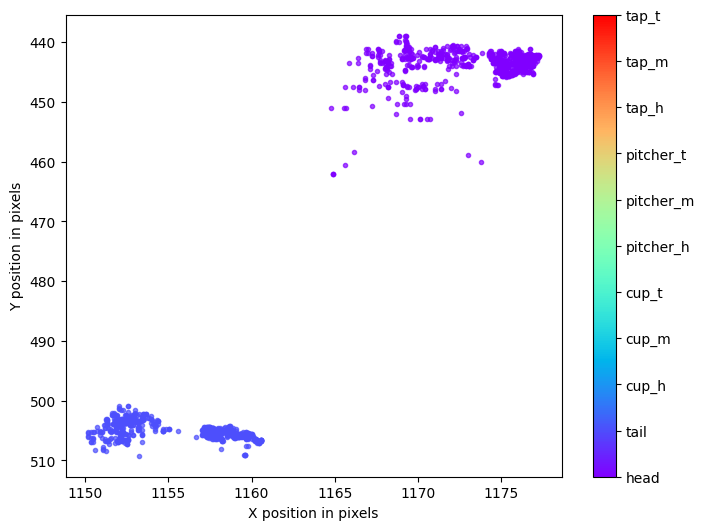 440
450
460
470
480
490
500
510
Y position in pixels
1150
1155
1160
1165
1170
1175
X position in pixels
tap_t
tap_m
tap_h
pitcher_t
pitcher_m
pitcher_h
cup_t
cup_m
cup_h
tail
head